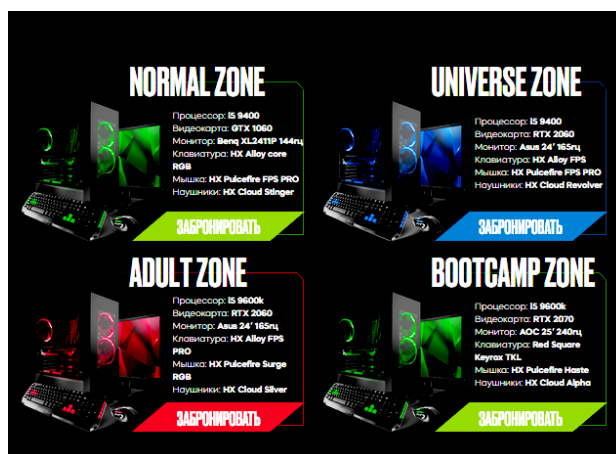 NORMAL ZONE
Процессор: i5 9400
Видеокарта: GTX 1060
Монитор: Benq XL2411P 144гц
Клавиатура: HX Alloy core
RGB
Мышка: HX Pulcefire FPS PRO
Наушники: HX Cloud Stinger
ЗАБРОНИРОВАТЬ
UNIVERSE ZONE
Процессор: i5 9400
Видеокарта: RTX 2060
Монитор: Asus 24' 165гц
Клавиатура: HX Alloy FPS
Мышка: HX Pulcefire FPS PRO
Наушники: HX Cloud Revolver
ЗАБРОНИРОВАТЬ
ADULT ZONE
Процессор: i5 9600k
Видеокарта: RTX 2060
Монитор: Asus 24' 165гц
Клавиатура: HX Alloy FPS
PRO
Мышка: HX Pulcefire Surge
RGB
Наушники: HX Cloud Silver
ЗАБРОНИРОВАТЬ
BOOTCAMP ZONE
Процессор: i5 9600k
Видеокарта: RTX 2070
Монитор: AOC 25' 240гц
Клавиатура: Red Square
Keyrox TKL
Мышка: HX Pulcefire Haste
Наушники: HX Cloud Alpha
ЗАБРОНИРОВАТЬ